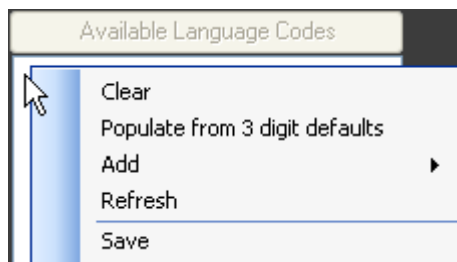 Available Language Codes
Clear
Populate from 3 digit defaults
Add
Refresh
Save